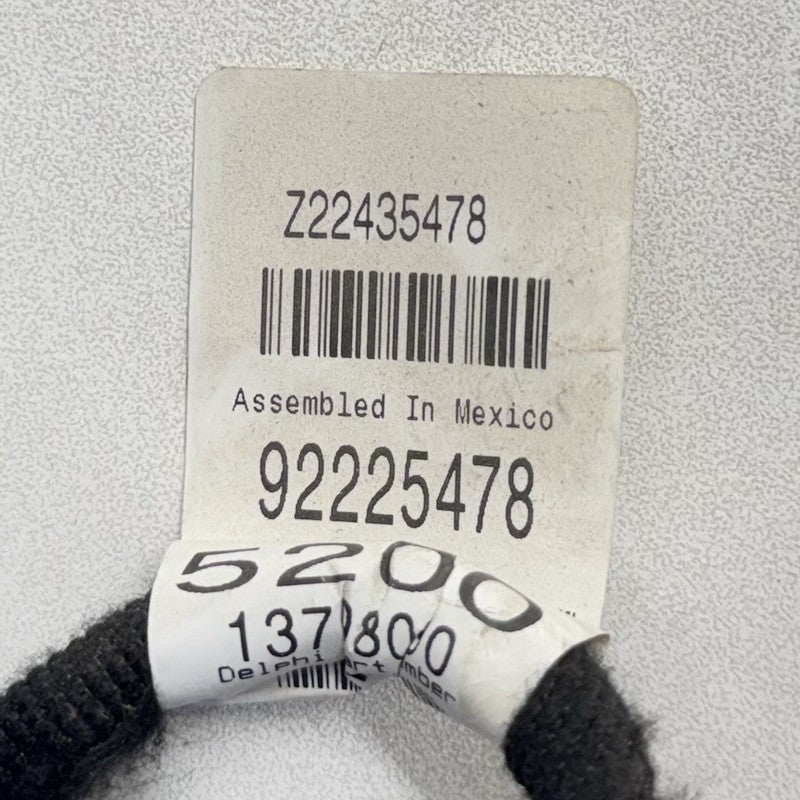 Z22435478
Assembled In Mexico
92225478
5200
Delphi